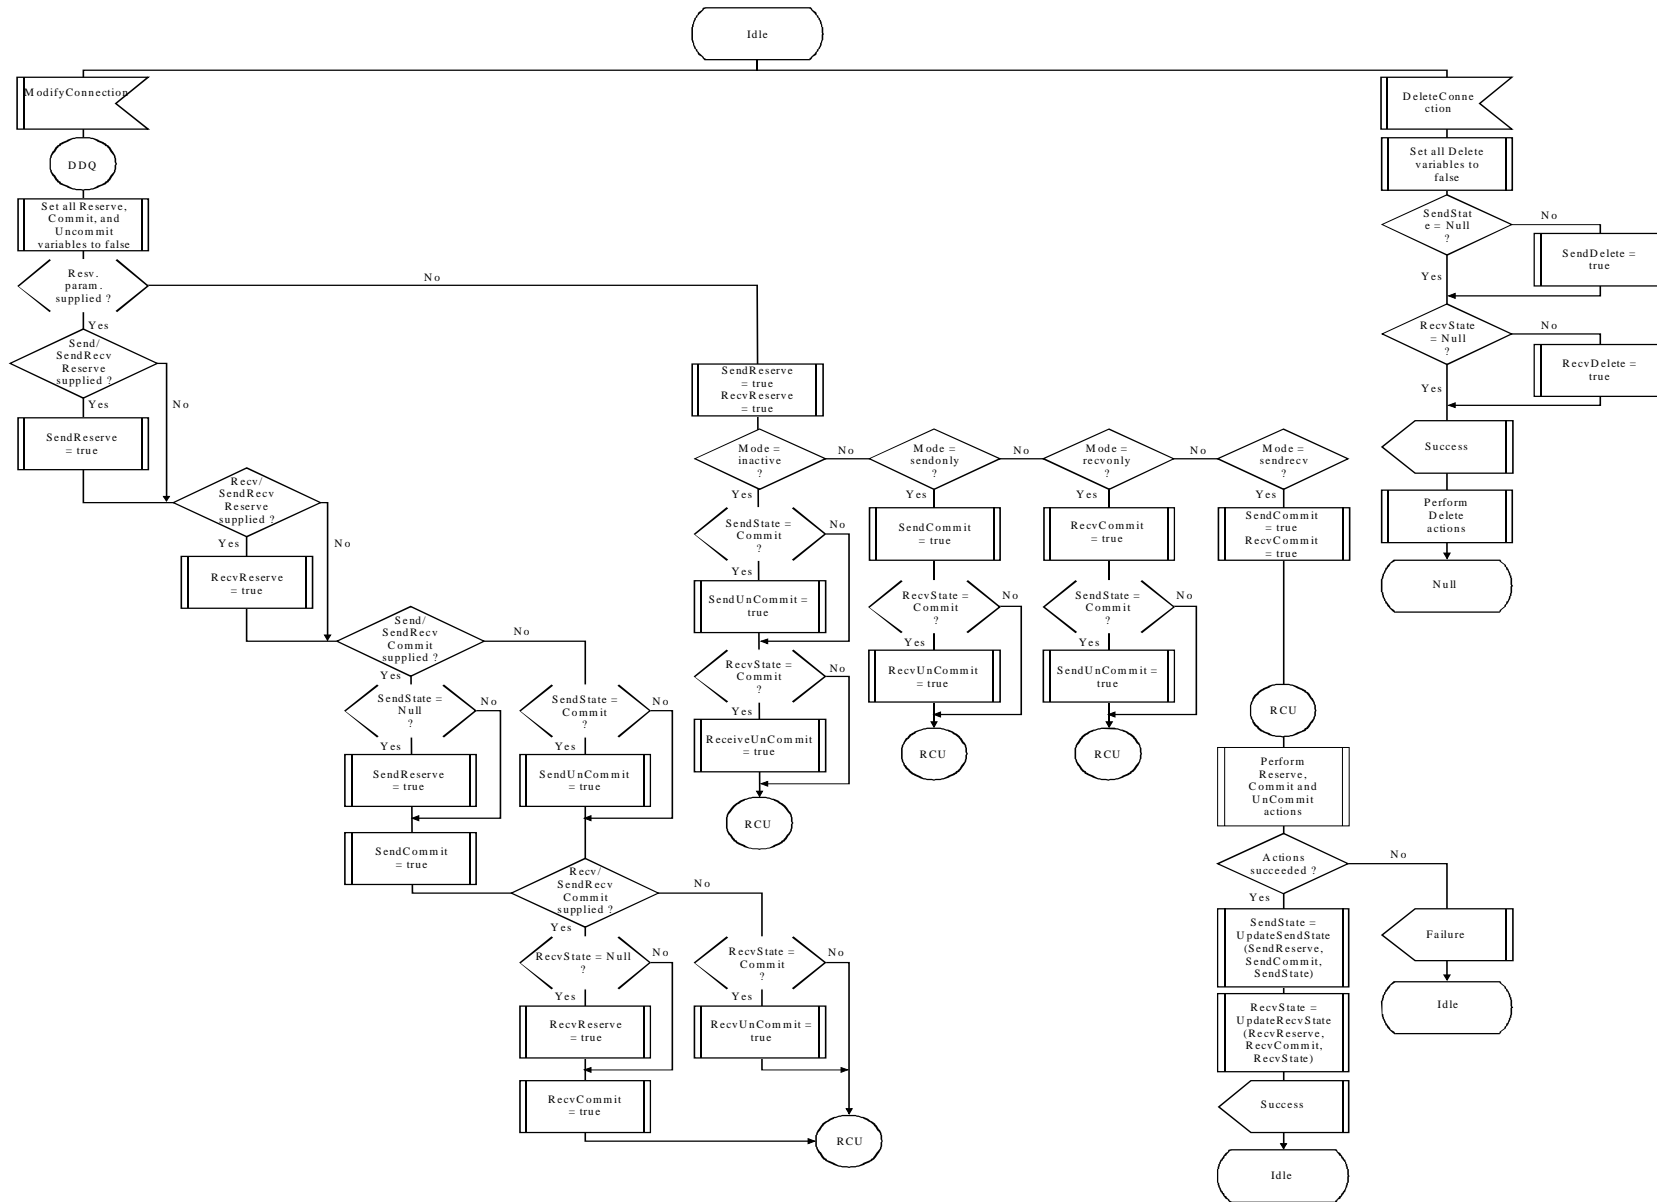 Idle
ModifyConnection
DDQ
Set all Reserve,
Commit, and
Uncommit
variables to false
Resv.
param.
supplied ?
No
Yes
Send/
SendRecv
Reserve
supplied ?
Yes
No
SendReserve
= true
Recv/
SendRecv
Reserve
supplied ?
Yes
No
RecvReserve
= true
Send/
SendRecv
Commit
supplied ?
No
Yes
SendState =
Null
?
No
Yes
SendReserve
= true
SendCommit
= true
SendState =
Commit
?
No
Yes
SendUnCommit
= true
Recv/
SendRecv
Commit
supplied ?
No
Yes
RecvState = Null
?
No
Yes
RecvReserve
= true
RecvCommit
= true
RecvState =
Commit
?
No
Yes
RecvUnCommit =
true
RCU
SendReserve
= true
RecvReserve
= true
Mode =
inactive
?
No
Yes
SendState =
Commit
?
No
Yes
SendUnCommit =
true
RecvState =
Commit
?
No
Yes
ReceiveUnCommit
= true
RCU
Mode =
sendonly
?
No
Yes
SendCommit
= true
RecvState =
Commit
?
No
Yes
RecvUnCommit
= true
RCU
Mode =
recvonly
?
No
Yes
RecvCommit
= true
SendState =
Commit
?
No
Yes
SendUnCommit =
true
RCU
Mode =
sendrecv
?
Yes
SendCommit
= true
RecvCommit
= true
RCU
Perform
Reserve,
Commit and
UnCommit
actions
Actions
succeeded ?
No
Yes
Failure
Idle
SendState =
UpdateSendState
(SendReserve,
SendCommit,
SendState)
RecvState =
UpdateRecvState
(RecvReserve,
RecvCommit,
RecvState)
Success
Idle
DeleteConne
ction
Set all Delete
variables to
false
SendStat
e = Null
?
No
Yes
SendDelete =
true
RecvState
= Null
?
No
Yes
RecvDelete =
true
Success
Perform
Delete
actions
Null